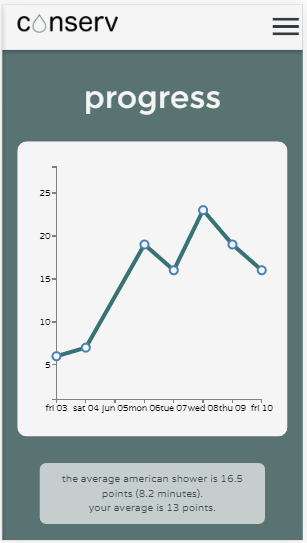 conserv
progress
25
20
15
10
5
fri 03 sat 04 Jun 05 mon 06 tue 07 wed 08 thu 09 fri 10
the average american shower is 16.5
points (8.2 minutes).
your average is 13 points.